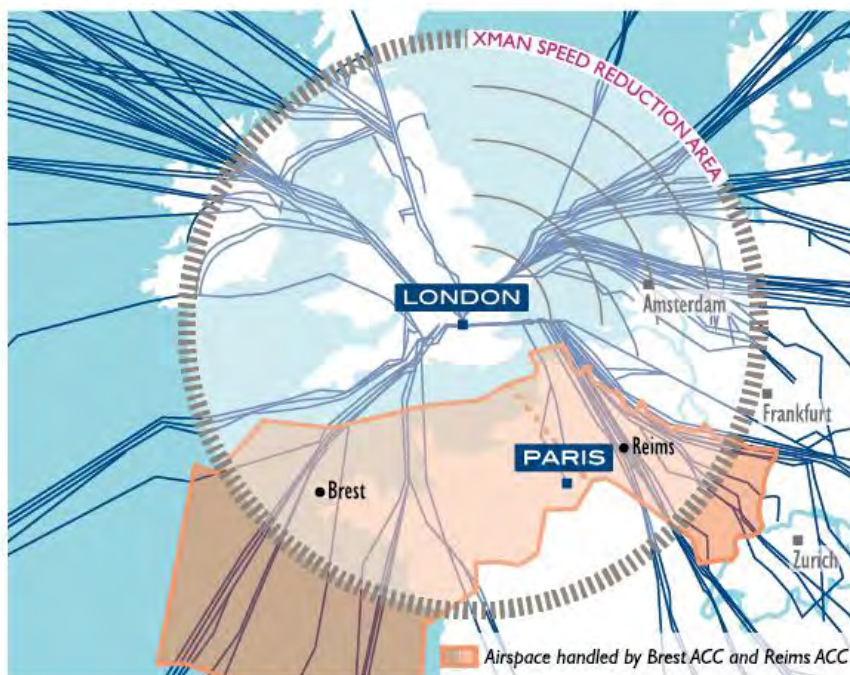 XMAN SPEED REDUCTION AREA
LONDON
Amsterdam
Frankfurt
Reims
PARIS
Brest
Zurich
Airspace handled by Brest ACC and Reims ACC